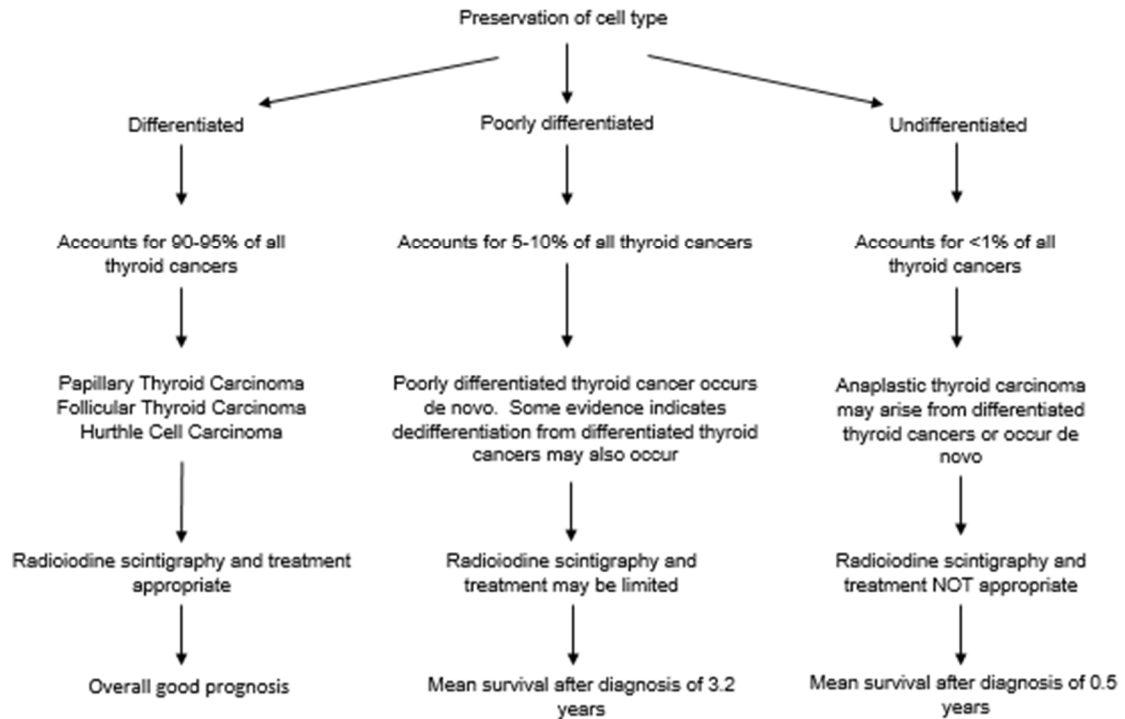 Preservation of cell type
Differentiated
Poorly differentiated
Undifferentiated
Accounts for 90-95% of all
thyroid cancers
Accounts for 5-10% of all thyroid cancers
Accounts for <1% of all
thyroid cancers
Papillary Thyroid Carcinoma
Follicular Thyroid Carcinoma
Hurthle Cell Carcinoma
Poorly differentiated thyroid cancer occurs
de novo. Some evidence indicates
dedifferentiation from differentiated thyroid
cancers may also occur
Anaplastic thyroid carcinoma
may arise from differentiated
thyroid cancers or occur de
novo
Radioiodine scintigraphy and treatment
appropriate
Radioiodine scintigraphy and
treatment may be limited
Radioiodine scintigraphy and
treatment NOT appropriate
Overall good prognosis
Mean survival after diagnosis of 3.2
years
Mean survival after diagnosis of 0.5
years